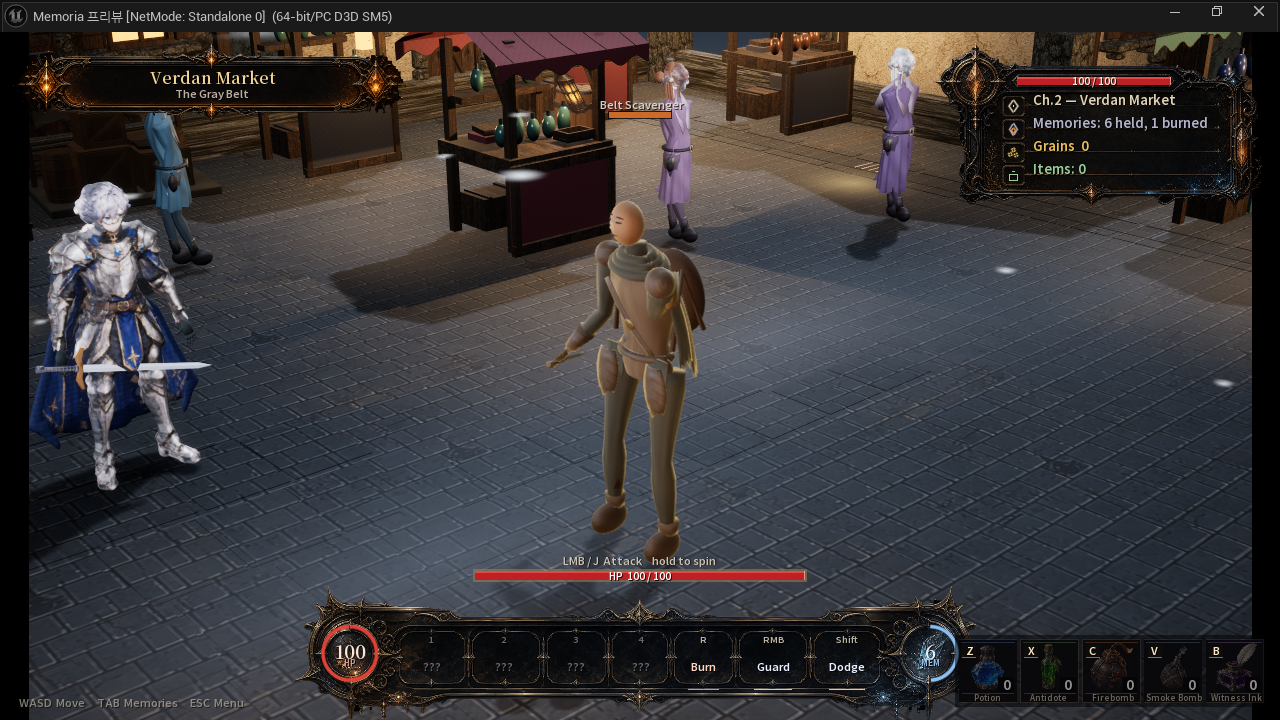 Memoria 프리뷰 [NetMode: Standalone 0] (64-bit/PC D3D SM5)
Verdan Market
The Gray Belt
Belt Scavenger
100 / 100
Ch.2 — Verdan Market
Memories: 6 held, 1 burned
Grains 0
Items: 0
LMB / J Attack hold to spin
HP 100 / 100
100
HP
1
???
2
???
3
???
4
???
R
Burn
RMB
Guard
Shift
Dodge
6
MEM
Z
0
Potion
X
0
Antidote
C
0
Firebomb
V
0
Smoke Bomb
B
0
Witness Ink
WASD Move TAB Memories ESC Menu